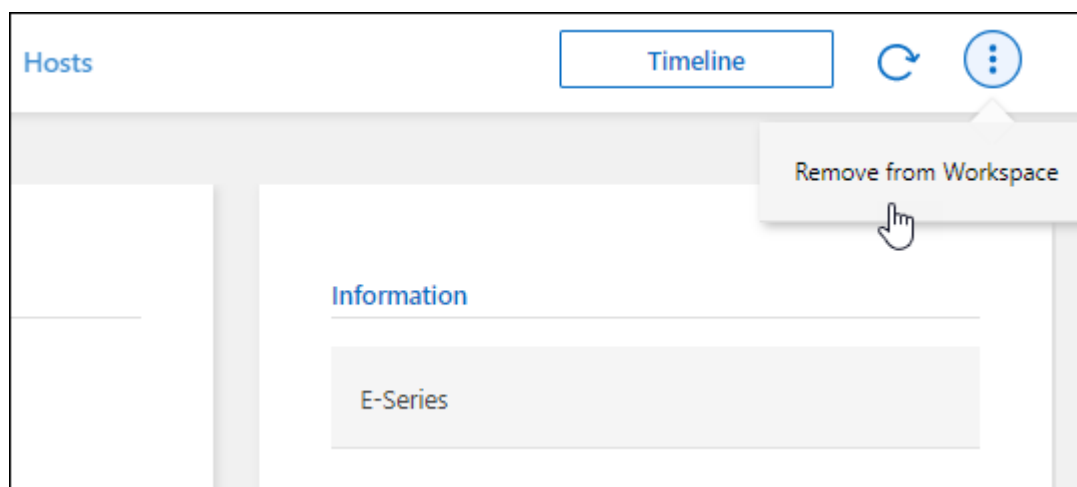 Hosts
Timeline
Remove from Workspace
Information
E-Series